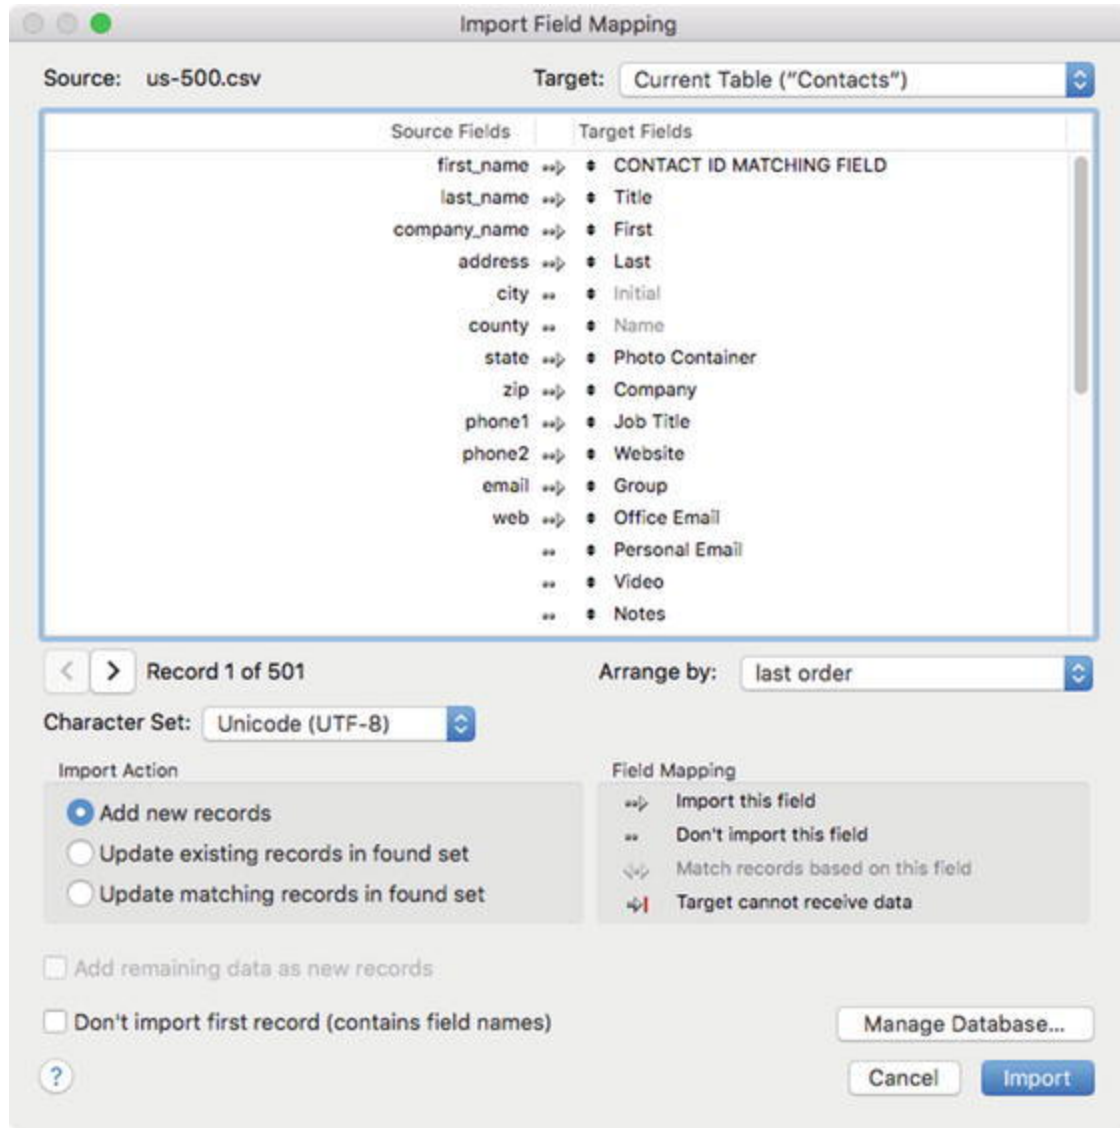 Import Field Mapping
Source: us-500.csv Target: Current Table ("Contacts")
Source Fields Target Fields
first_name CONTACT ID MATCHING FIELD
last_name Title
company_name First
address Last
city Initial
county Name
state Photo Container
zip Company
phone1 Job Title
phone2 Website
email Group
web Office Email
Personal Email
Video
Notes
< > Record 1 of 501 Arrange by: last order
Character Set: Unicode (UTF-8)
Import Action
Add new records
Update existing records in found set
Update matching records in found set
Field Mapping
Import this field
Don't import this field
Match records based on this field
Target cannot receive data
Add remaining data as new records
Don't import first record (contains field names)
Manage Database...
? Cancel Import